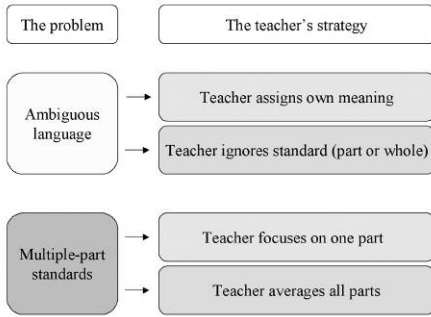 The problem
The teacher's strategy
Ambiguous
language
Teacher assigns own meaning
Teacher ignores standard (part or whole)
Multiple-part
standards
Teacher focuses on one part
Teacher averages all parts